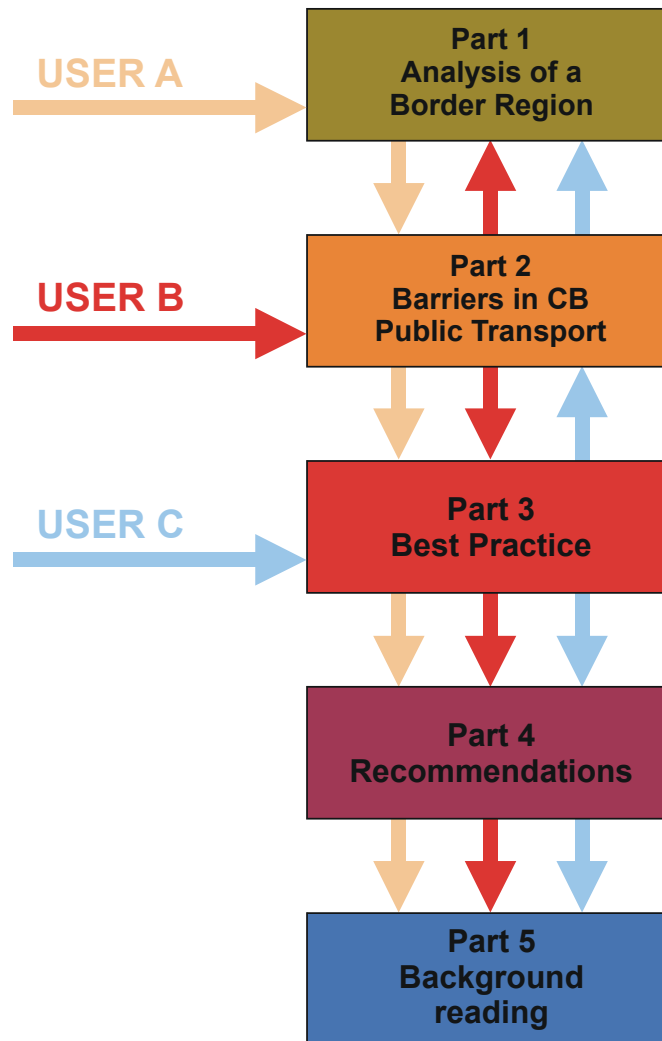 USER A
Part 1
Analysis of a
Border Region
USER B
Part 2
Barriers in CB
Public Transport
USER C
Part 3
Best Practice
Part 4
Recommendations
Part 5
Background
reading